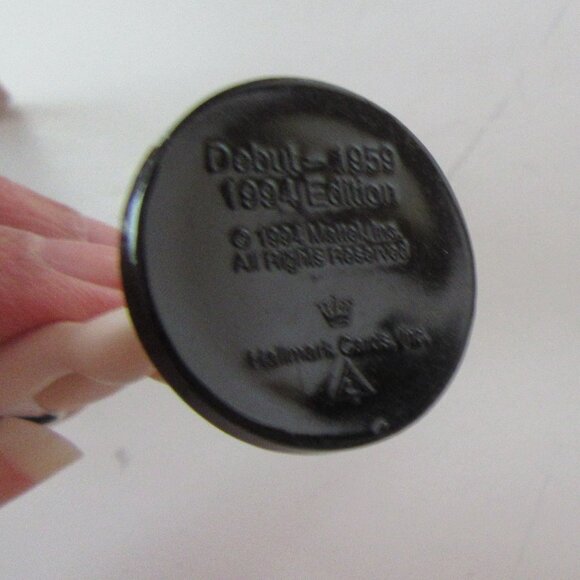 Debut – 1959
1994 Edition
© 1994 Mattel, Inc.
All Rights Reserved
Hallmark Cards, Inc.